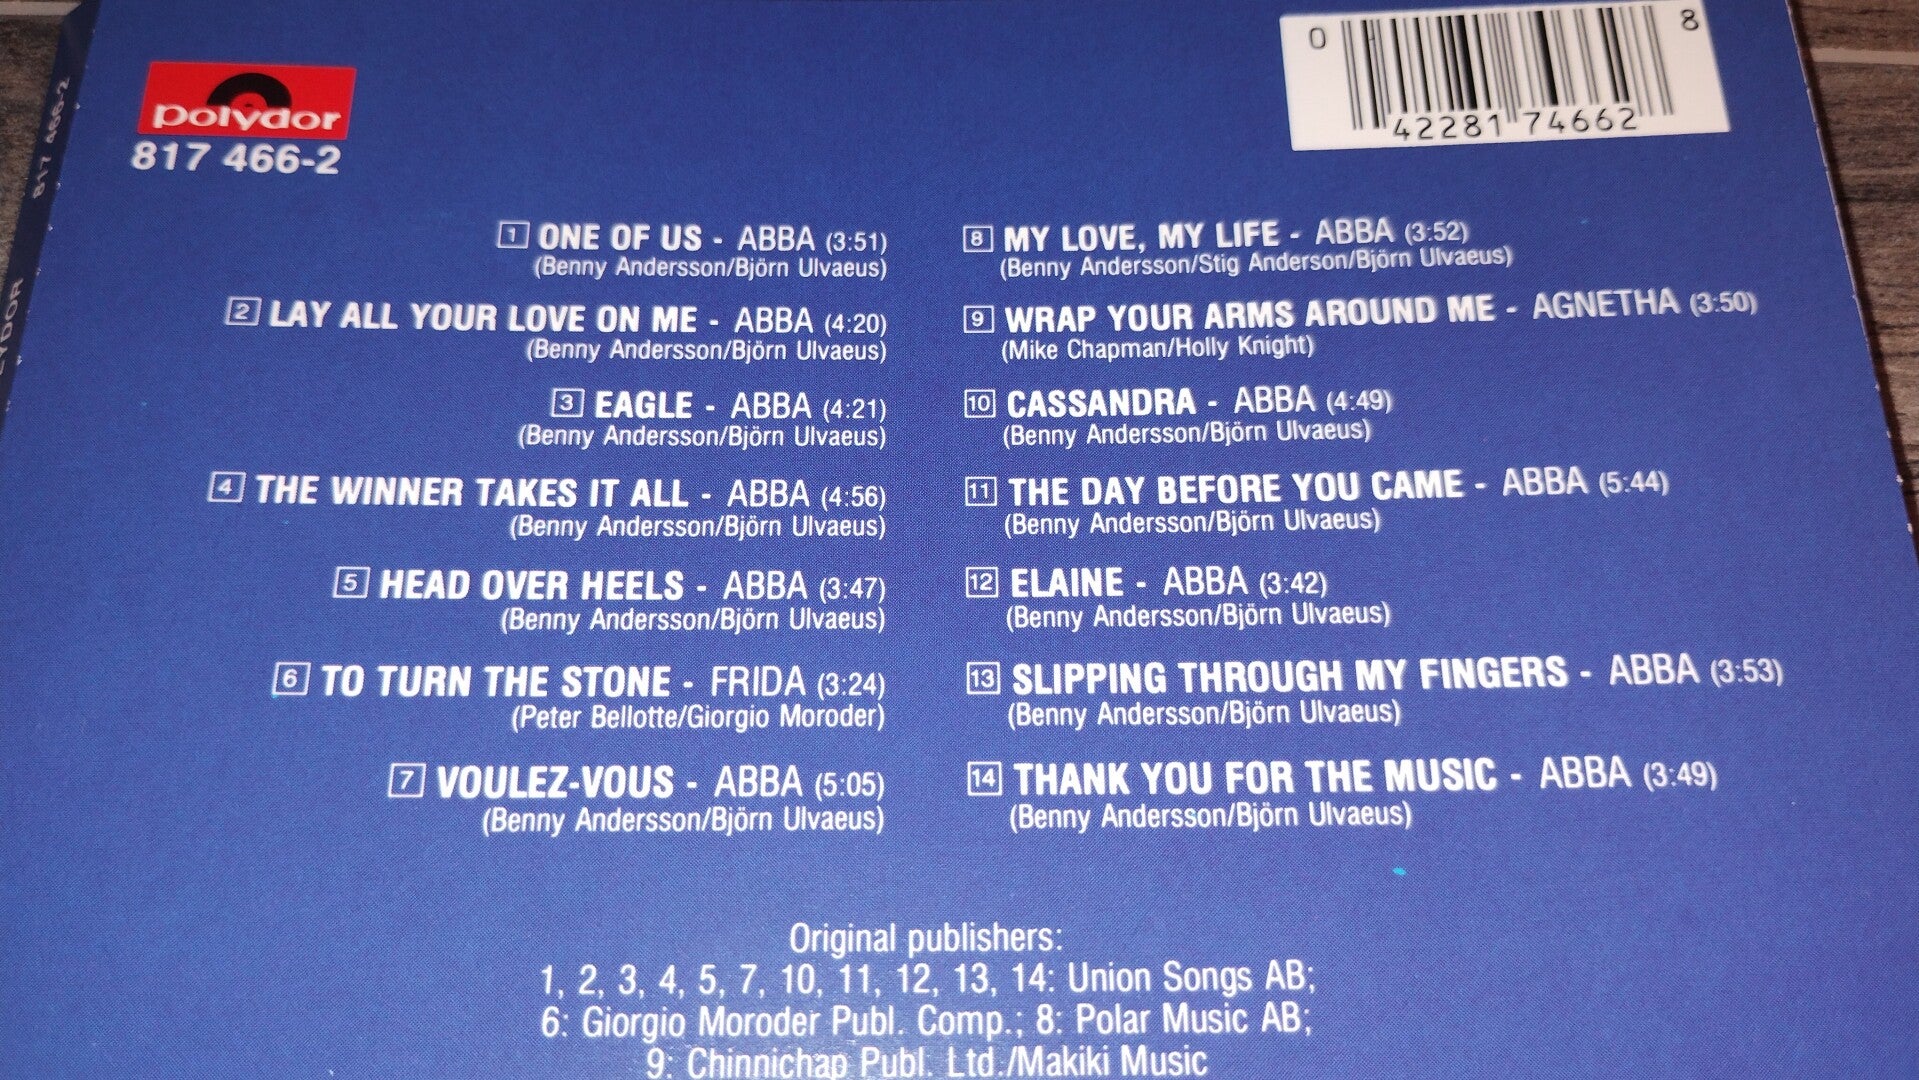 polydor
817 466-2
0 42281 74662 8
817 466-2
1 ONE OF US - ABBA (3:51)
(Benny Andersson/Björn Ulvaeus)
2 LAY ALL YOUR LOVE ON ME - ABBA (4:20)
(Benny Andersson/Björn Ulvaeus)
3 EAGLE - ABBA (4:21)
(Benny Andersson/Björn Ulvaeus)
4 THE WINNER TAKES IT ALL - ABBA (4:56)
(Benny Andersson/Björn Ulvaeus)
5 HEAD OVER HEELS - ABBA (3:47)
(Benny Andersson/Björn Ulvaeus)
6 TO TURN THE STONE - FRIDA (3:24)
(Peter Bellotte/Giorgio Moroder)
7 VOULEZ-VOUS - ABBA (5:05)
(Benny Andersson/Björn Ulvaeus)
8 MY LOVE, MY LIFE - ABBA (3:52)
(Benny Andersson/Stig Anderson/Björn Ulvaeus)
9 WRAP YOUR ARMS AROUND ME - AGNETHA (3:50)
(Mike Chapman/Holly Knight)
10 CASSANDRA - ABBA (4:49)
(Benny Andersson/Björn Ulvaeus)
11 THE DAY BEFORE YOU CAME - ABBA (5:44)
(Benny Andersson/Björn Ulvaeus)
12 ELAINE - ABBA (3:42)
(Benny Andersson/Björn Ulvaeus)
13 SLIPPING THROUGH MY FINGERS - ABBA (3:53)
(Benny Andersson/Björn Ulvaeus)
14 THANK YOU FOR THE MUSIC - ABBA (3:49)
(Benny Andersson/Björn Ulvaeus)
Original publishers:
1, 2, 3, 4, 5, 7, 10, 11, 12, 13, 14: Union Songs AB;
6: Giorgio Moroder Publ. Comp.; 8: Polar Music AB;
9: Chinnichap Publ. Ltd./Makiki Music